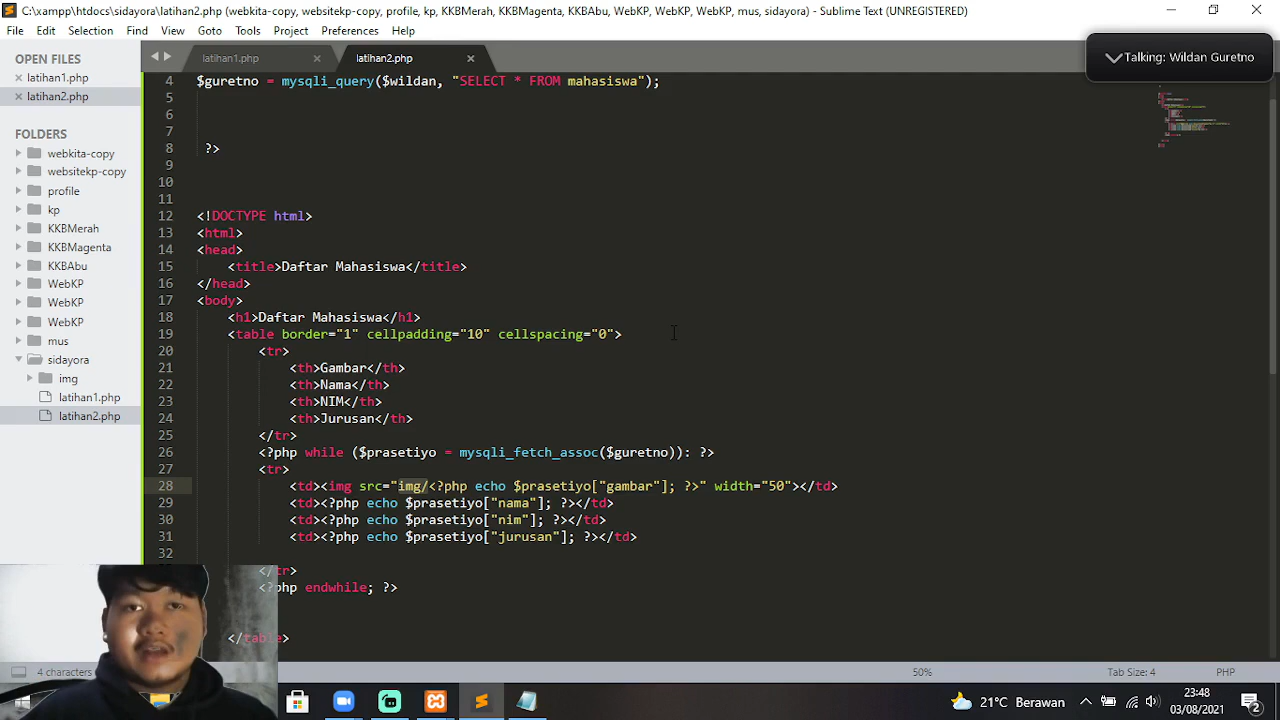 C:\xampp\htdocs\sidayora\latihan2.php (webkita-copy, websitekp-copy, profile, kp, KKBMerah, KKBMagenta, KKBAbu, WebKP, WebKP, WebKP, mus, sidayora) - Sublime Text (UNREGISTERED)
File Edit Selection Find View Goto Tools Project Preferences Help
Talking: Wildan Guretno
OPEN FILES
latihan1.php
latihan2.php
FOLDERS
webkita-copy
websitekp-copy
profile
kp
KKBMerah
KKBMagenta
KKBAbu
WebKP
WebKP
WebKP
mus
sidayora
img
latihan1.php
latihan2.php
latihan1.php latihan2.php
4 $guretno = mysqli_query($wildan, "SELECT * FROM mahasiswa");
5
6
7
8 ?>
9
10
11
12 <!DOCTYPE html>
13 <html>
14 <head>
15 <title>Daftar Mahasiswa</title>
16 </head>
17 <body>
18 <h1>Daftar Mahasiswa</h1>
19 <table border="1" cellpadding="10" cellspacing="0">
20 <tr>
21 <th>Gambar</th>
22 <th>Nama</th>
23 <th>NIM</th>
24 <th>Jurusan</th>
25 </tr>
26 <?php while ($prasetiyo = mysqli_fetch_assoc($guretno)): ?>
27 <tr>
28 <td><img src="img/<?php echo $prasetiyo["gambar"]; ?>" width="50"></td>
29 <td><?php echo $prasetiyo["nama"]; ?></td>
30 <td><?php echo $prasetiyo["nim"]; ?></td>
31 <td><?php echo $prasetiyo["jurusan"]; ?></td>
32
</tr>
<?php endwhile; ?>
</table>
4 characters 50% Tab Size: 4 PHP
21°C Berawan 23:48
03/08/2021
2